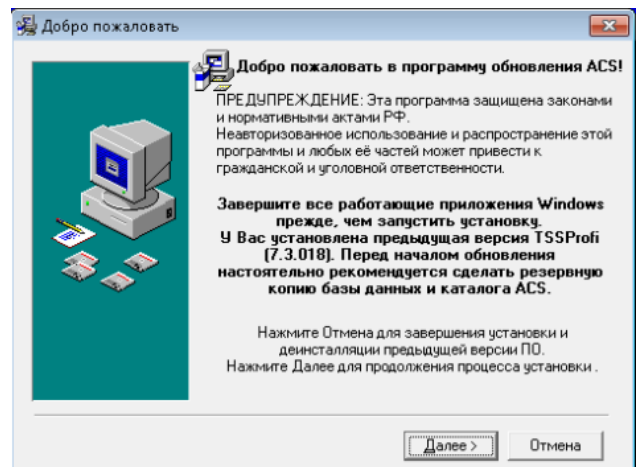 Добро пожаловать
Добро пожаловать в программу обновления ACS!
ПРЕДУПРЕЖДЕНИЕ: Эта программа защищена законами
и нормативными актами РФ.
Неавторизованное использование и распространение этой
программы и любых её частей может привести к
гражданской и уголовной ответственности.
Завершите все работающие приложения Windows
прежде, чем запустить установку.
У Вас установлена предыдущая версия TSSProfi
(7.3.018). Перед началом обновления
настоятельно рекомендуется сделать резервную
копию базы данных и каталога ACS.
Нажмите Отмена для завершения установки и
деинсталляции предыдущей версии ПО.
Нажмите Далее для продолжения процесса установки .
Далее >
Отмена